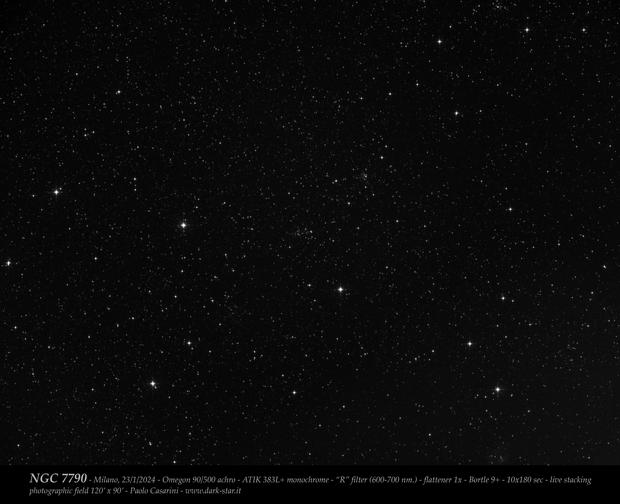 NGC 7790 - Milano, 23/1/2024 - Omegon 90/500 achro - ATIK 383L+ monochrome - "R" filter (600-700 nm.) - flattener 1x - Bortle 9+ - 10x180 sec - live stacking
photographic field 120' x 90' - Paolo Casarini - www.dark-star.it